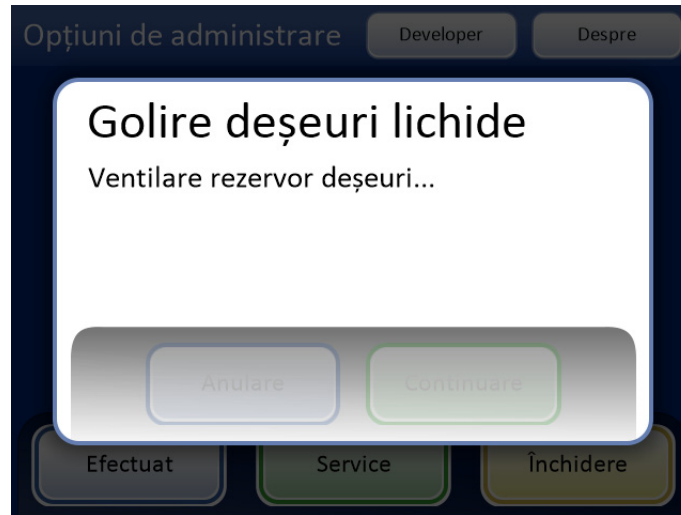 Opțiuni de administrare Developer Despre
Golire deșeuri lichide
Ventilare rezervor deșeuri...
Anulare Continuare
Efectuat Service Închidere